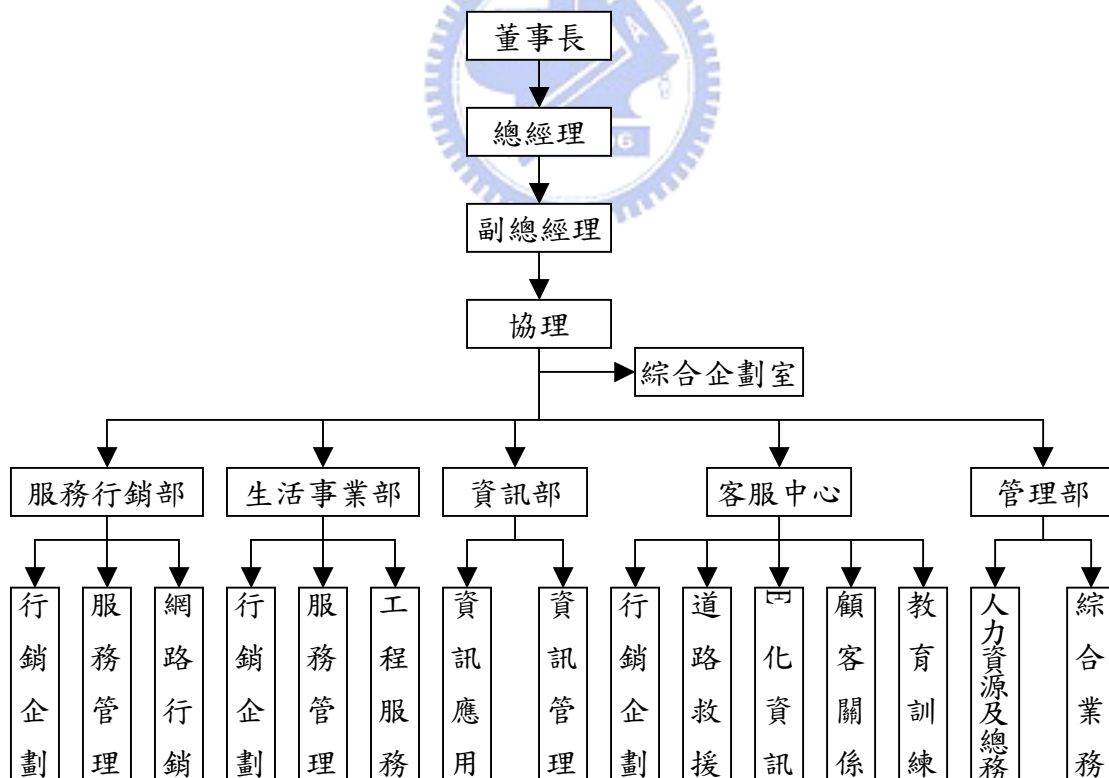 董事長
總經理
副總經理
協理
綜合企劃室
服務行銷部
生活事業部
資訊部
客服中心
管理部
行銷企劃
服務管理
網路行銷
行銷企劃
服務管理
工程服務
資訊應用
資訊管理
行銷企劃
道路救援
E化資訊
顧客關係
教育訓練
人力資源及總務
綜合業務